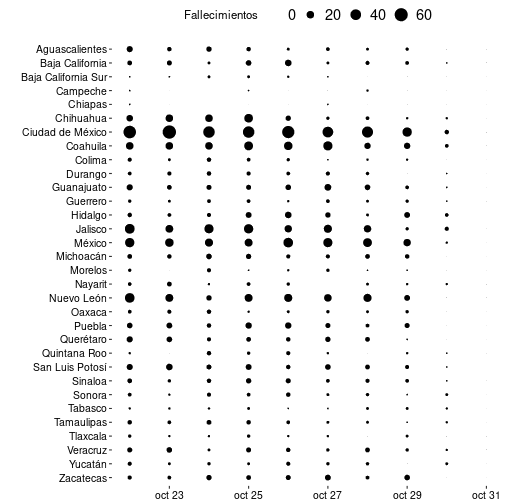 Fallecimientos 0 20 40 60
Aguascalientes
Baja California
Baja California Sur
Campeche
Chiapas
Chihuahua
Ciudad de México
Coahuila
Colima
Durango
Guanajuato
Guerrero
Hidalgo
Jalisco
México
Michoacán
Morelos
Nayarit
Nuevo León
Oaxaca
Puebla
Querétaro
Quintana Roo
San Luis Potosí
Sinaloa
Sonora
Tabasco
Tamaulipas
Tlaxcala
Veracruz
Yucatán
Zacatecas
oct 23 oct 25 oct 27 oct 29 oct 31